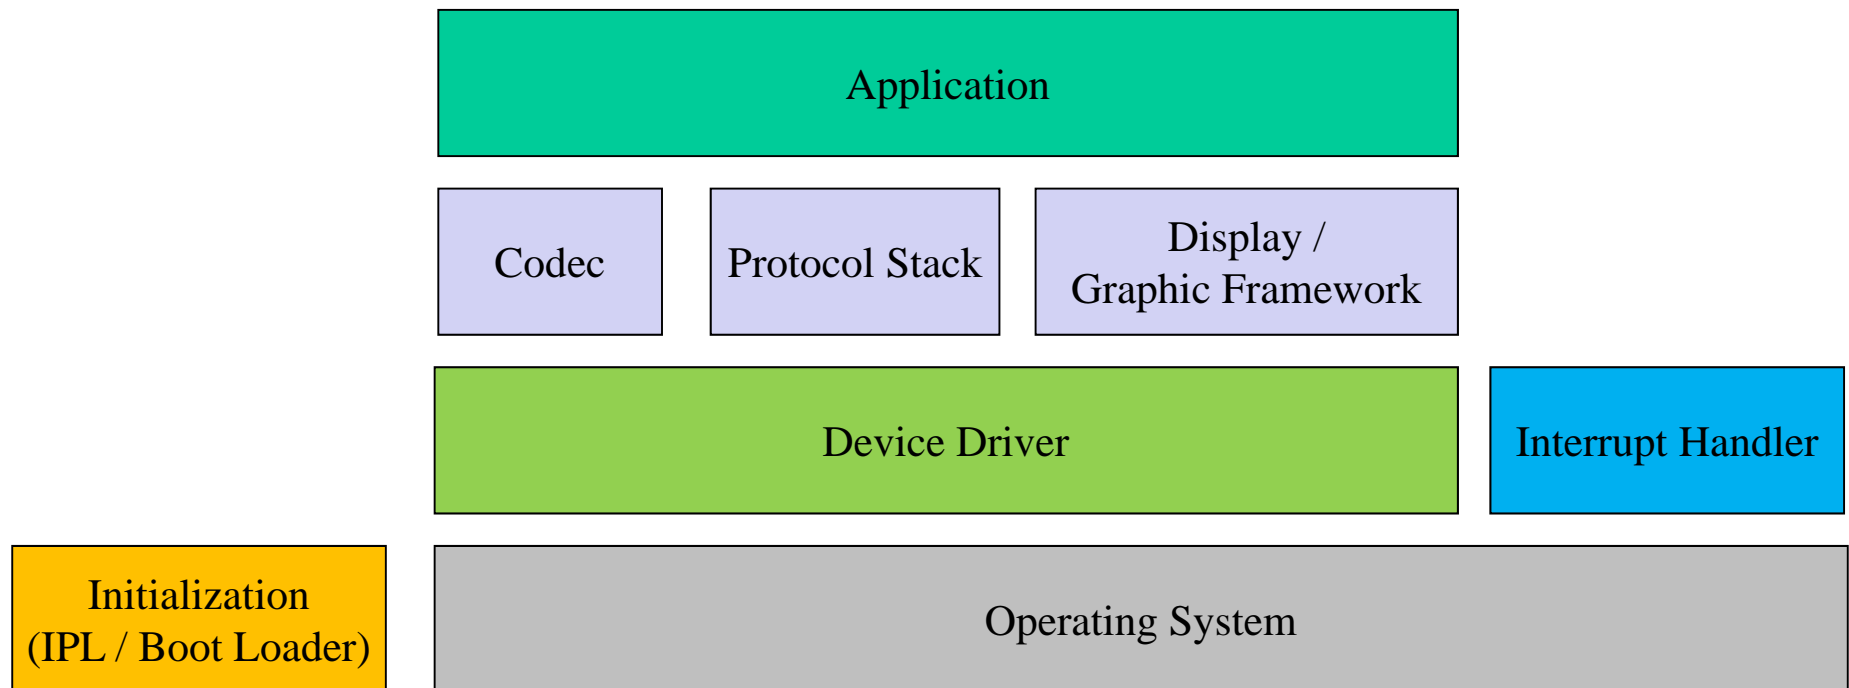 Application
Codec
Protocol Stack
Display /
Graphic Framework
Device Driver
Interrupt Handler
Initialization
(IPL / Boot Loader)
Operating System